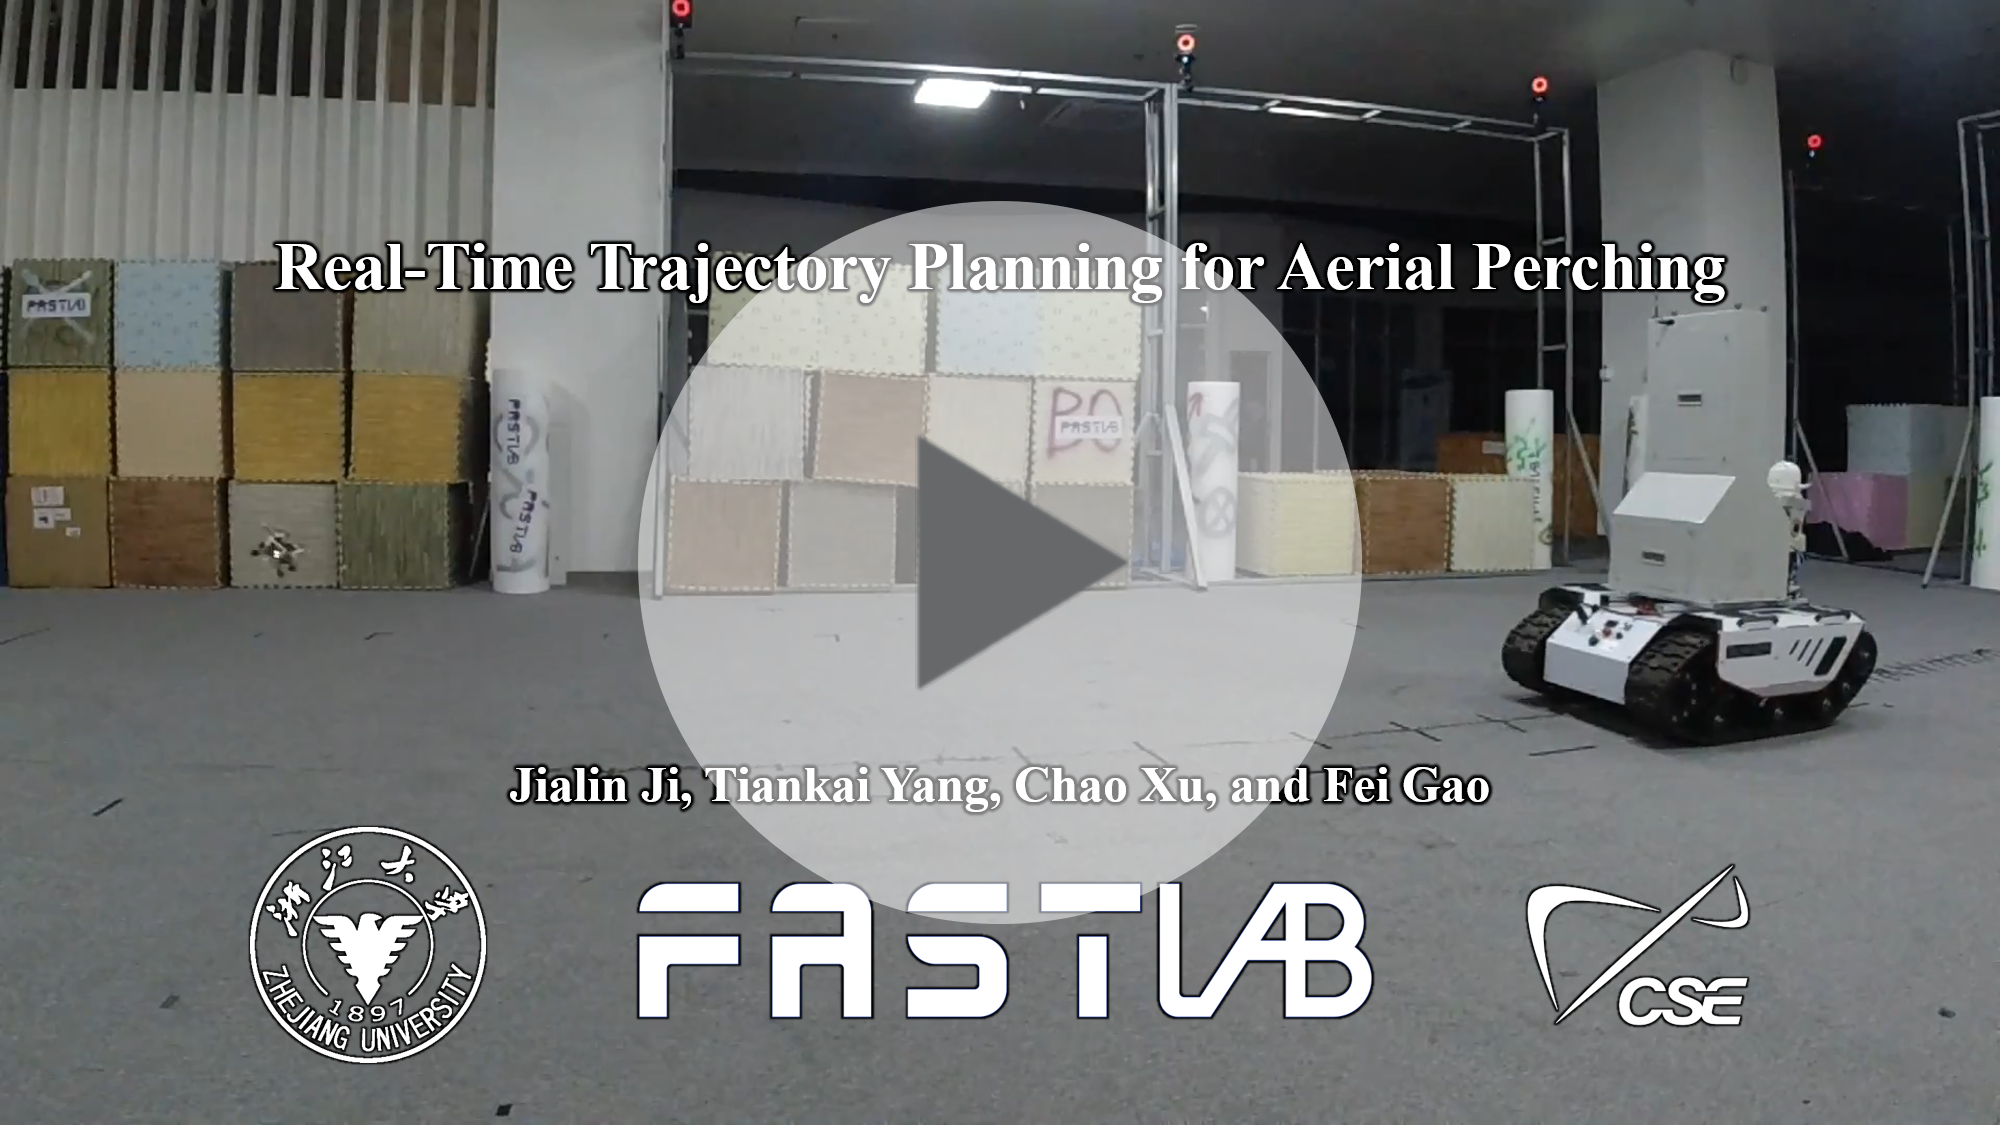 Real-Time Trajectory Planning for Aerial Perching
FASTLAB
FASTLAB
BO
FASTLAB
FASTLAB
Jialin Ji, Tiankai Yang, Chao Xu, and Fei Gao
浙江大学
1897
ZHEJIANG UNIVERSITY
FASTLAB
CSE